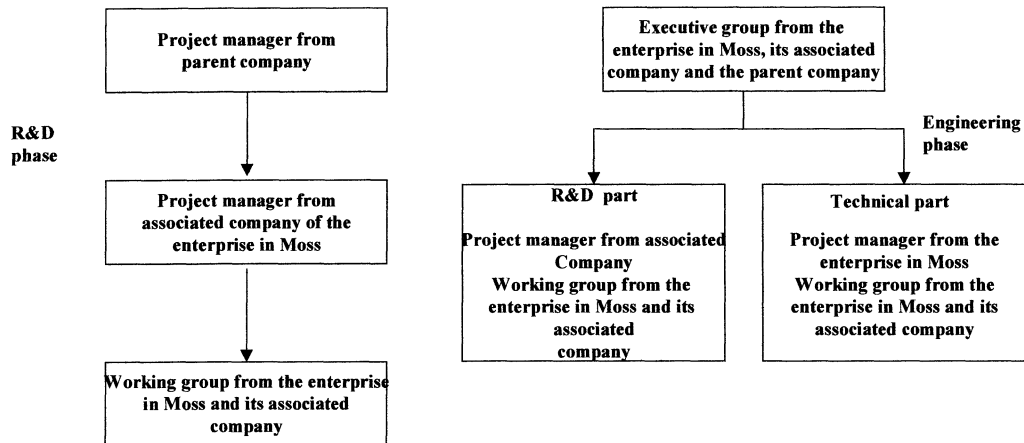 R&D
phase
Project manager from
parent company
Project manager from
associated company of the
enterprise in Moss
Working group from the enterprise
in Moss and its associated
company
Executive group from the
enterprise in Moss, its associated
company and the parent company
Engineering
phase
R&D part
Project manager from associated
Company
Working group from the
enterprise in Moss and its
associated
company
Technical part
Project manager from the
enterprise in Moss
Working group from the
enterprise in Moss and its
associated company